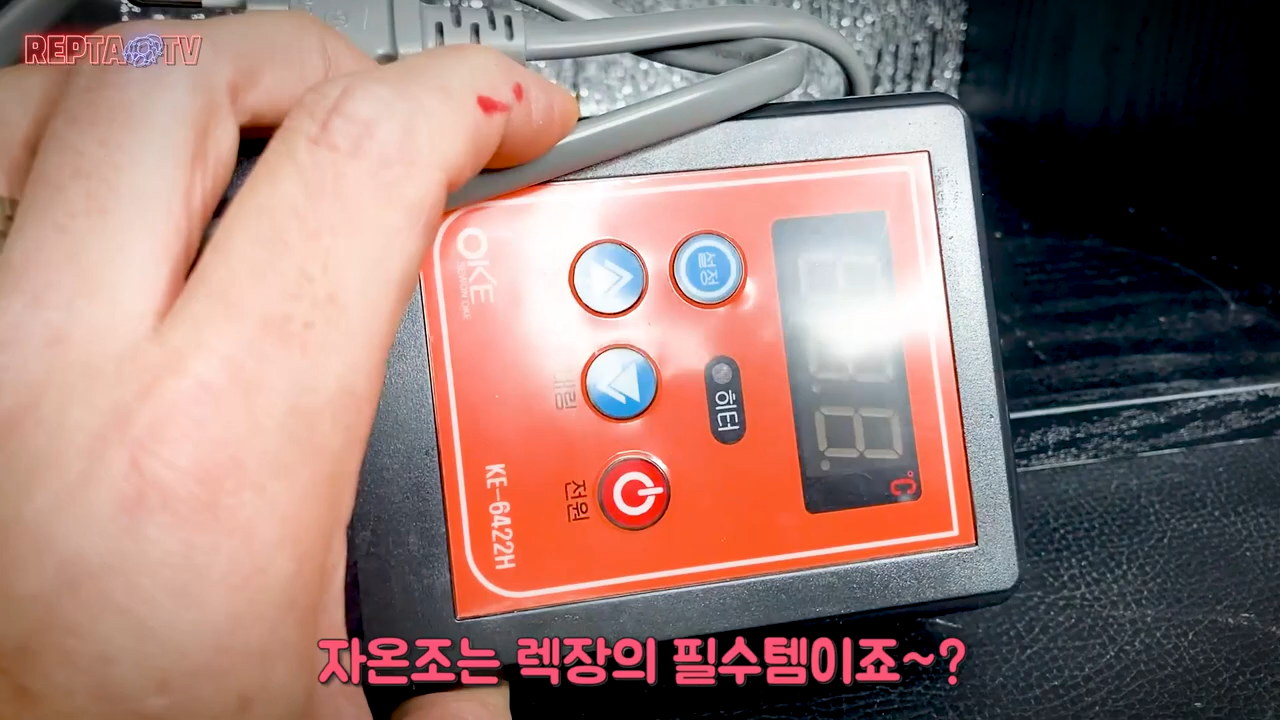 REPTA TV
OKE
설정
히터
내림
전원
KE-6422H
°C
자온조는 렉장의 필수템이죠~?